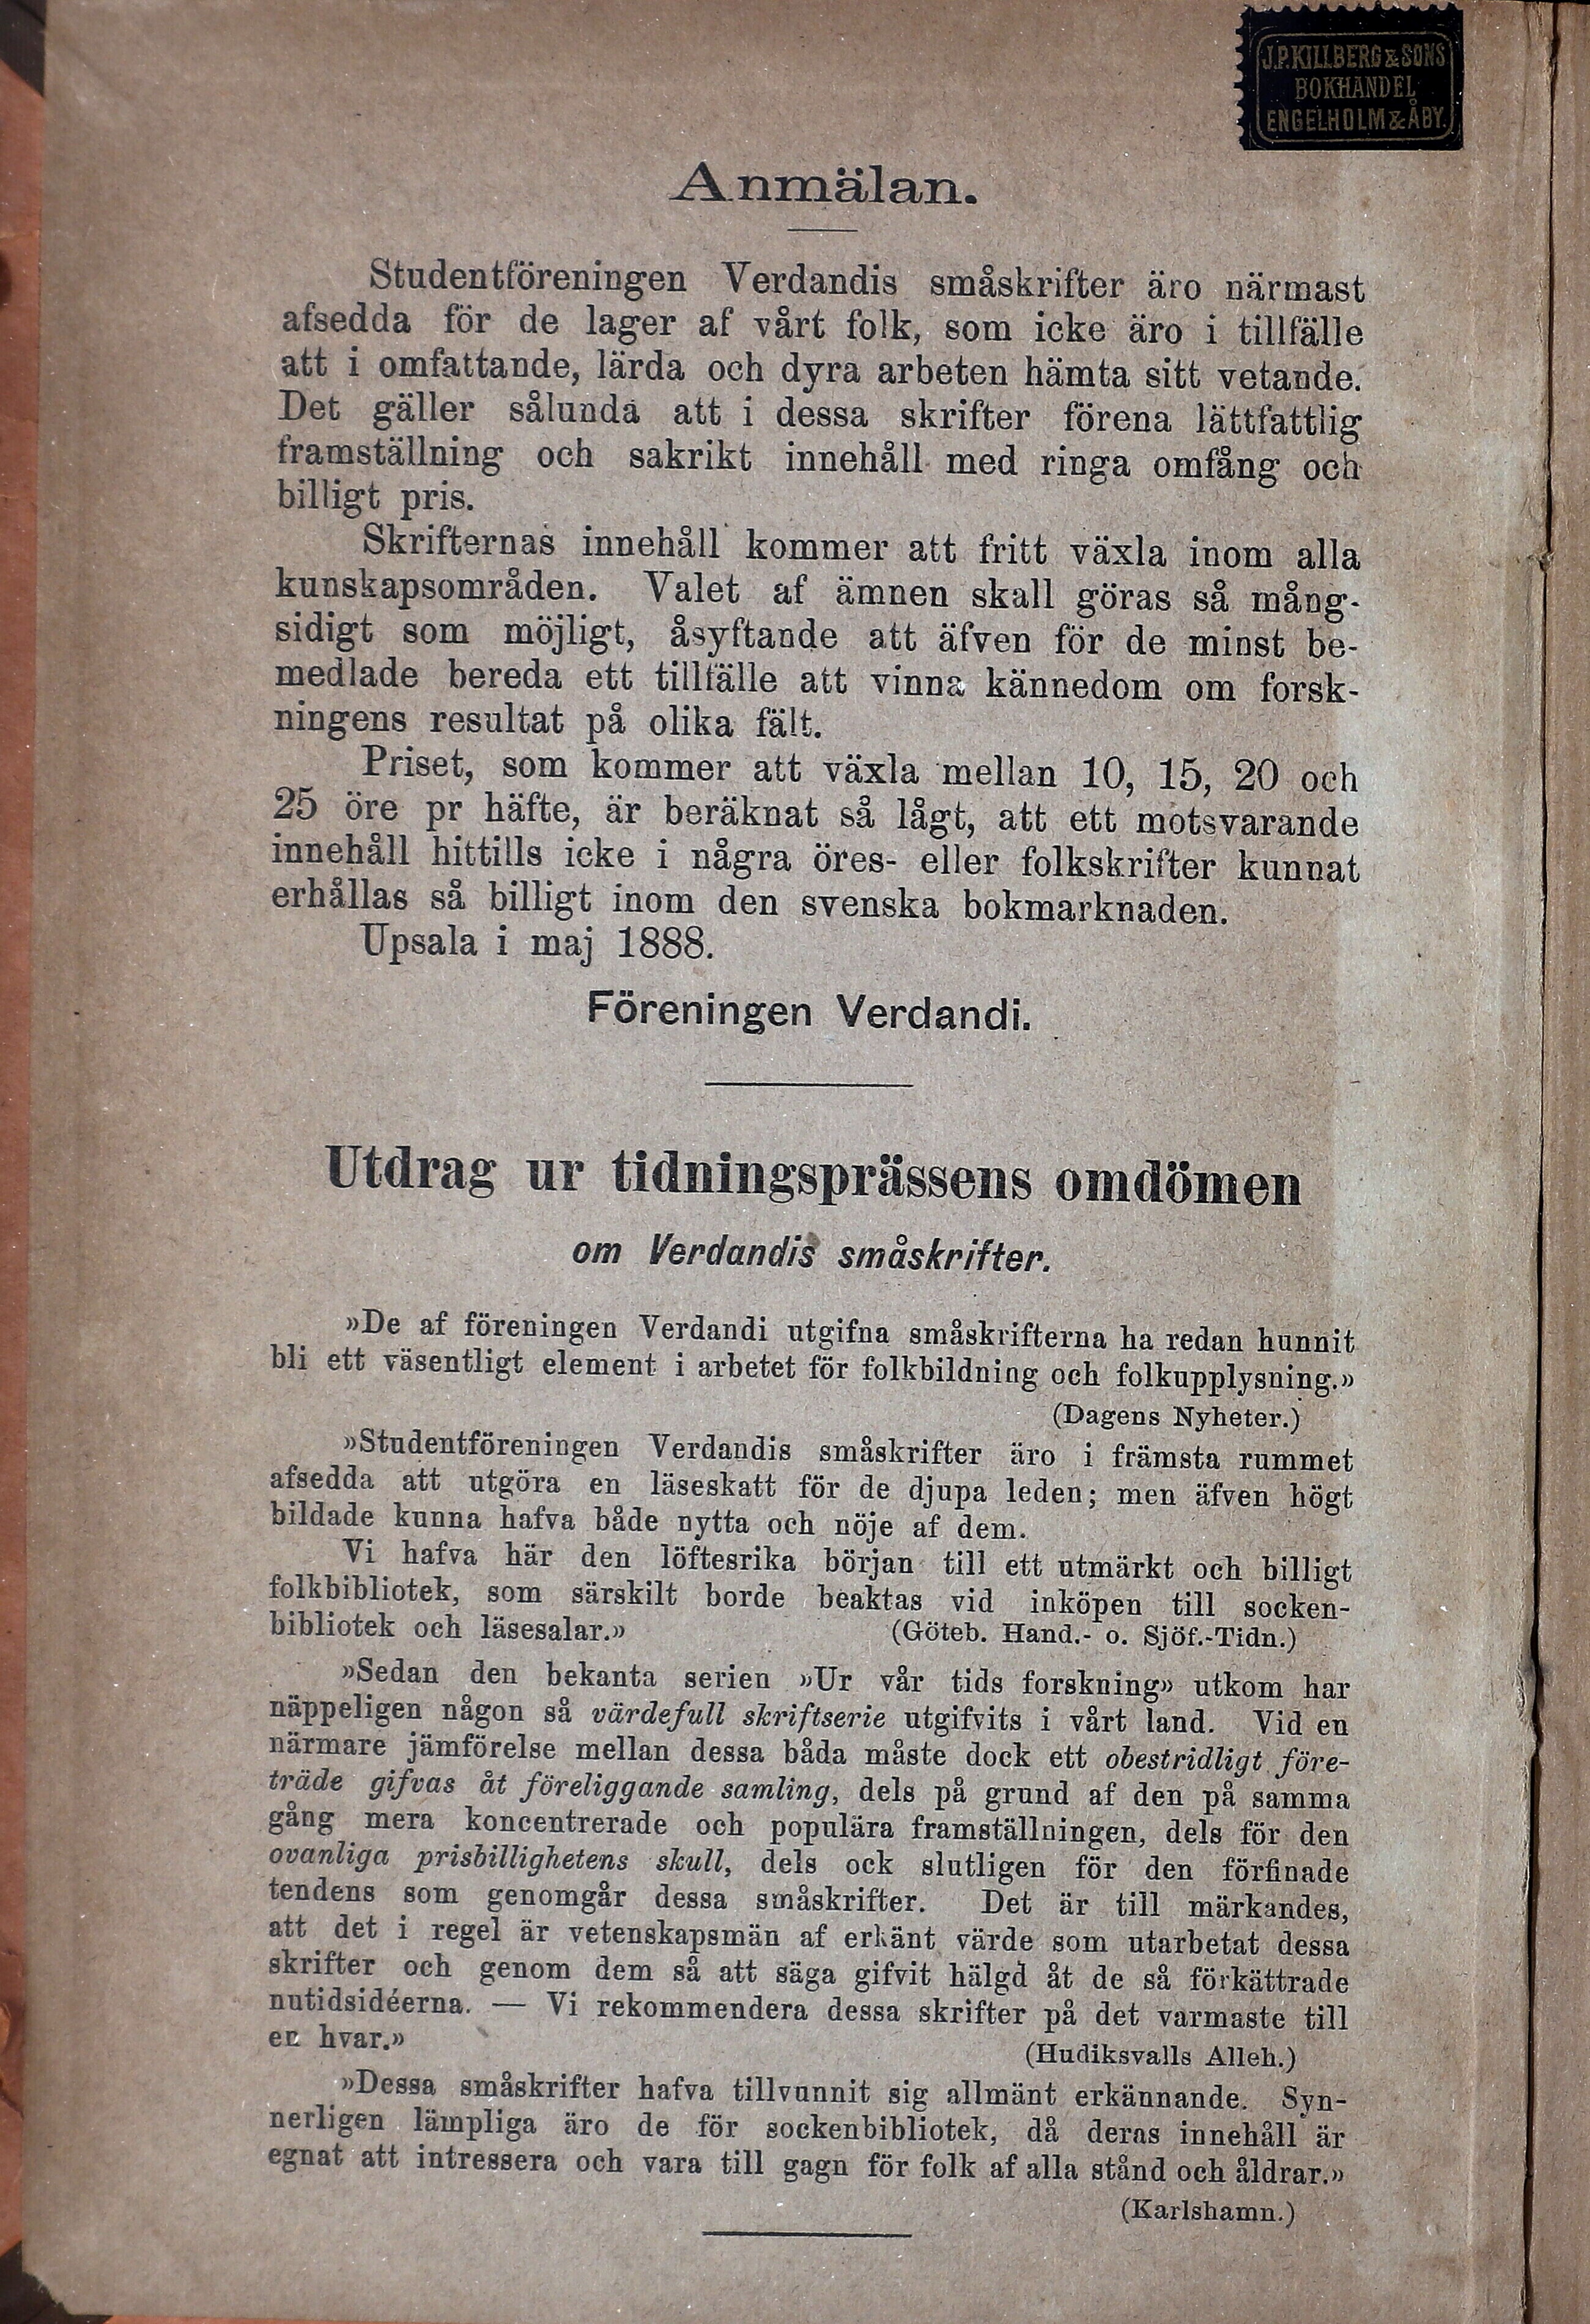 J.P.KILLBERG & SONS
BOKHANDEL
ENGELHOLM & ÅBY.
Anmälan.
Studentföreningen Verdandis småskrifter äro närmast
afsedda för de lager af vårt folk, som icke äro i tillfälle
att i omfattande, lärda och dyra arbeten hämta sitt vetande.
Det gäller sålunda att i dessa skrifter förena lättfattlig
framställning och sakrikt innehåll med ringa omfång och
billigt pris.
Skrifternas innehåll kommer att fritt växla inom alla
kunskapsområden. Valet af ämnen skall göras så mång-
sidigt som möjligt, åsyftande att äfven för de minst be-
medlade bereda ett tillfälle att vinna kännedom om forsk-
ningens resultat på olika fält.
Priset, som kommer att växla mellan 10, 15, 20 och
25 öre pr häfte, är beräknat så lågt, att ett motsvarande
innehåll hittills icke i några öres- eller folkskrifter kunnat
erhållas så billigt inom den svenska bokmarknaden.
Upsala i maj 1888.
Föreningen Verdandi.
Utdrag ur tidningsprässens omdömen
om Verdandis småskrifter.
»De af föreningen Verdandi utgifna småskrifterna ha redan hunnit
bli ett väsentligt element i arbetet för folkbildning och folkupplysning.»
(Dagens Nyheter.)
»Studentföreningen Verdandis småskrifter äro i främsta rummet
afsedda att utgöra en läseskatt för de djupa leden; men äfven högt
bildade kunna hafva både nytta och nöje af dem.
Vi hafva här den löftesrika början till ett utmärkt och billigt
folkbibliotek, som särskilt borde beaktas vid inköpen till socken-
bibliotek och läsesalar.» (Göteb. Hand.- o. Sjöf.-Tidn.)
»Sedan den bekanta serien »Ur vår tids forskning» utkom har
näppeligen någon så värdefull skriftserie utgifvits i vårt land. Vid en
närmare jämförelse mellan dessa båda måste dock ett obestridligt före-
träde gifvas åt föreliggande samling, dels på grund af den på samma
gång mera koncentrerade och populära framställningen, dels för den
ovanliga prisbillighetens skull, dels ock slutligen för den förfinade
tendens som genomgår dessa småskrifter. Det är till märkandes,
att det i regel är vetenskapsmän af erkänt värde som utarbetat dessa
skrifter och genom dem så att säga gifvit hälgd åt de så förkättrade
nutidsidéerna. — Vi rekommendera dessa skrifter på det varmaste till
en hvar.» (Hudiksvalls Alleh.)
»Dessa småskrifter hafva tillvunnit sig allmänt erkännande. Syn-
nerligen lämpliga äro de för sockenbibliotek, då deras innehåll är
egnat att intressera och vara till gagn för folk af alla stånd och åldrar.»
(Karlshamn.)